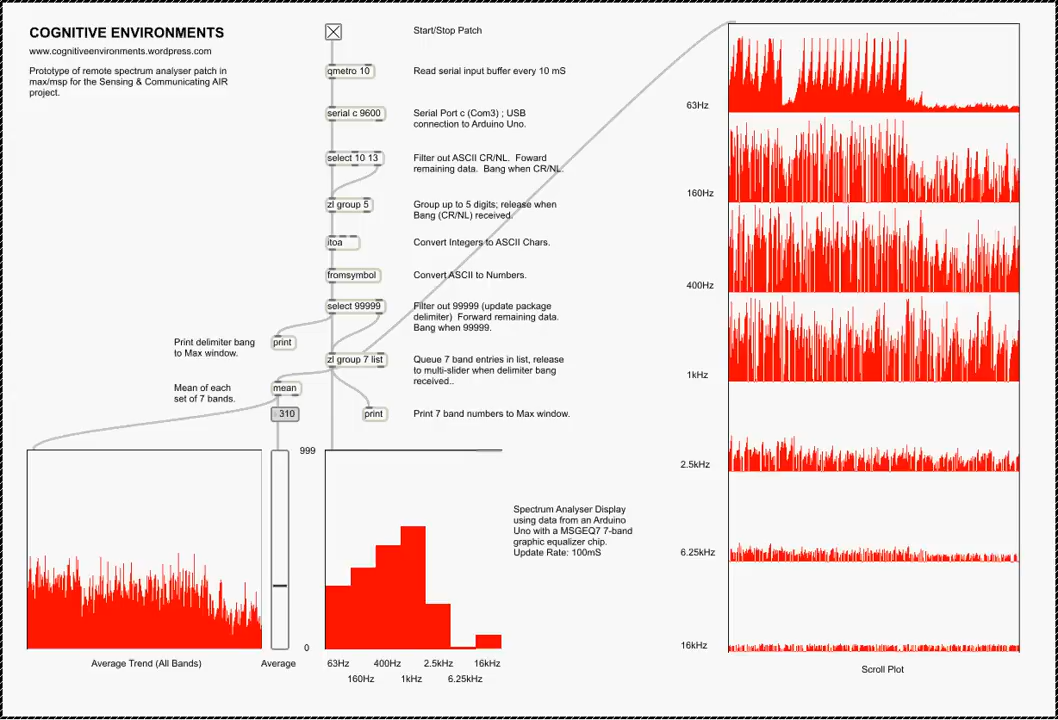 COGNITIVE ENVIRONMENTS
www.cognitiveenvironments.wordpress.com
Prototype of remote spectrum analyser patch in
max/msp for the Sensing & Communicating AIR
project.
Start/Stop Patch
qmetro 10
Read serial input buffer every 10 mS
serial c 9600
Serial Port c (Com3) ; USB
connection to Arduino Uno.
select 10 13
Filter out ASCII CR/NL. Foward
remaining data. Bang when CR/NL.
zl group 5
Group up to 5 digits; release when
Bang (CR/NL) received.
itoa
Convert Integers to ASCII Chars.
fromsymbol
Convert ASCII to Numbers.
select 99999
Filter out 99999 (update package
delimiter) Forward remaining data.
Bang when 99999.
Print delimiter bang
to Max window.
print
zl group 7 list
Queue 7 band entries in list, release
to multi-slider when delimiter bang
received..
Mean of each
set of 7 bands.
mean
310
print
Print 7 band numbers to Max window.
999
0
Spectrum Analyser Display
using data from an Arduino
Uno with a MSGEQ7 7-band
graphic equalizer chip.
Update Rate: 100mS
Average Trend (All Bands)
Average
63Hz
400Hz
2.5kHz
16kHz
160Hz
1kHz
6.25kHz
63Hz
160Hz
400Hz
1kHz
2.5kHz
6.25kHz
16kHz
Scroll Plot